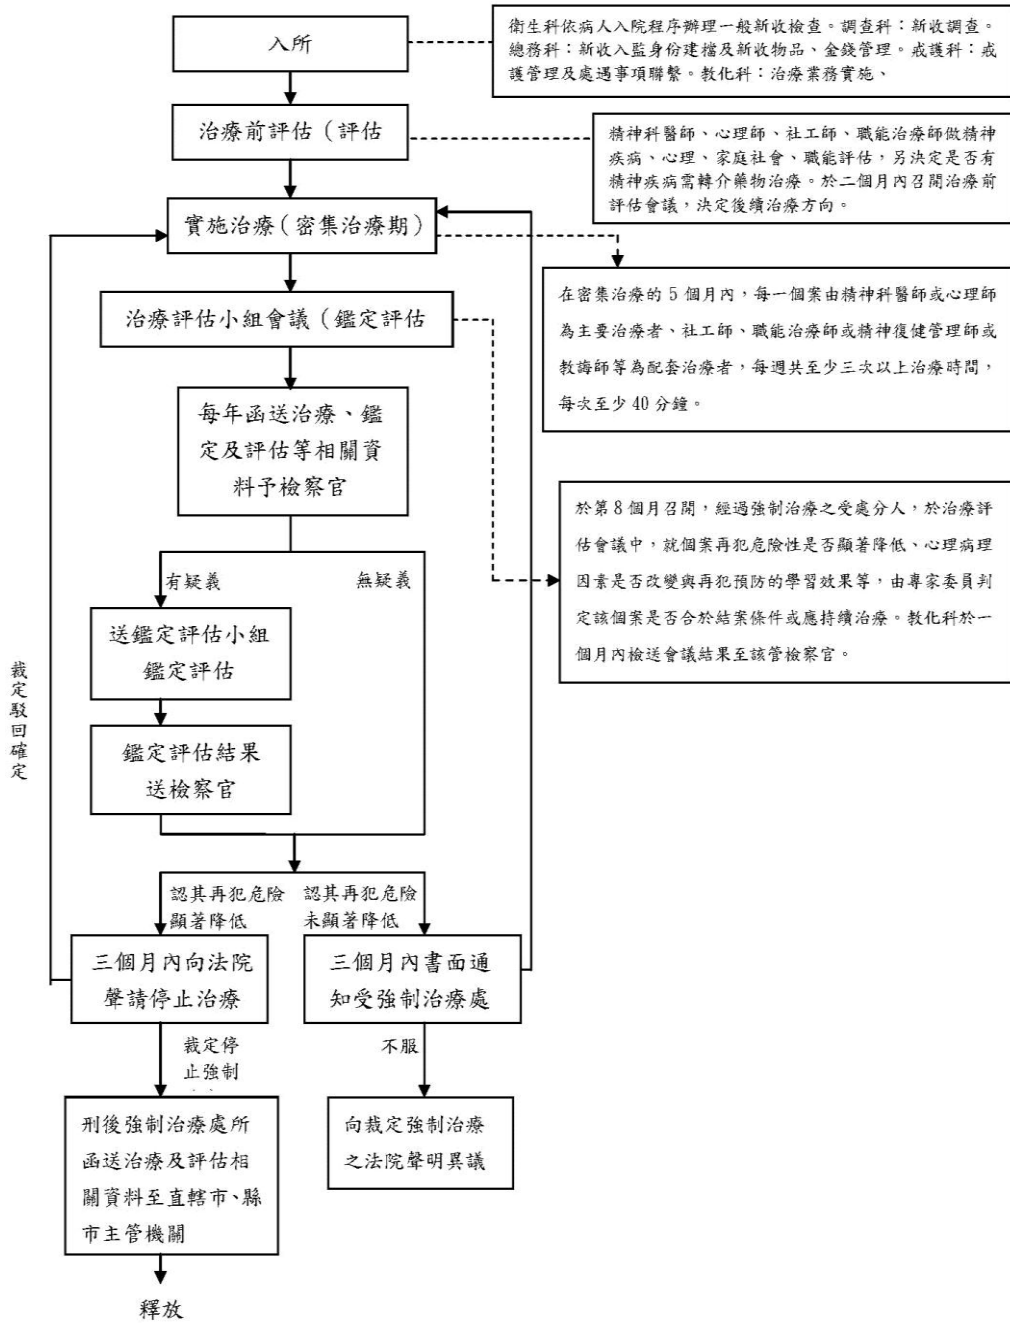 入所
衛生科依病人入院程序辦理一般新收檢查。調查科：新收調查。
總務科：新收入監身份建檔及新收物品、金錢管理。戒護科：戒
護管理及處遇事項聯繫。教化科：治療業務實施、
治療前評估（評估
精神科醫師、心理師、社工師、職能治療師做精神
疾病、心理、家庭社會、職能評估，另決定是否有
精神疾病需轉介藥物治療。於二個月內召開治療前
評估會議，決定後續治療方向。
實施治療（密集治療期）
在密集治療的 5 個月內，每一個案由精神科醫師或心理師
為主要治療者、社工師、職能治療師或精神復健管理師或
教誨師等為配套治療者，每週共至少三次以上治療時間，
每次至少 40 分鐘。
治療評估小組會議（鑑定評估
每年函送治療、鑑
定及評估等相關資
料予檢察官
於第 8 個月召開，經過強制治療之受處分人，於治療評
估會議中，就個案再犯危險性是否顯著降低、心理病理
因素是否改變與再犯預防的學習效果等，由專家委員判
定該個案是否合於結案條件或應持續治療。教化科於一
個月內檢送會議結果至該管檢察官。
有疑義
無疑義
送鑑定評估小組
鑑定評估
裁定駁回確定
鑑定評估結果
送檢察官
認其再犯危險
顯著降低
認其再犯危險
未顯著降低
三個月內向法院
聲請停止治療
三個月內書面通
知受強制治療處
裁定停
止強制
不服
刑後強制治療處所
函送治療及評估相
關資料至直轄市、縣
市主管機關
向裁定強制治療
之法院聲明異議
釋放